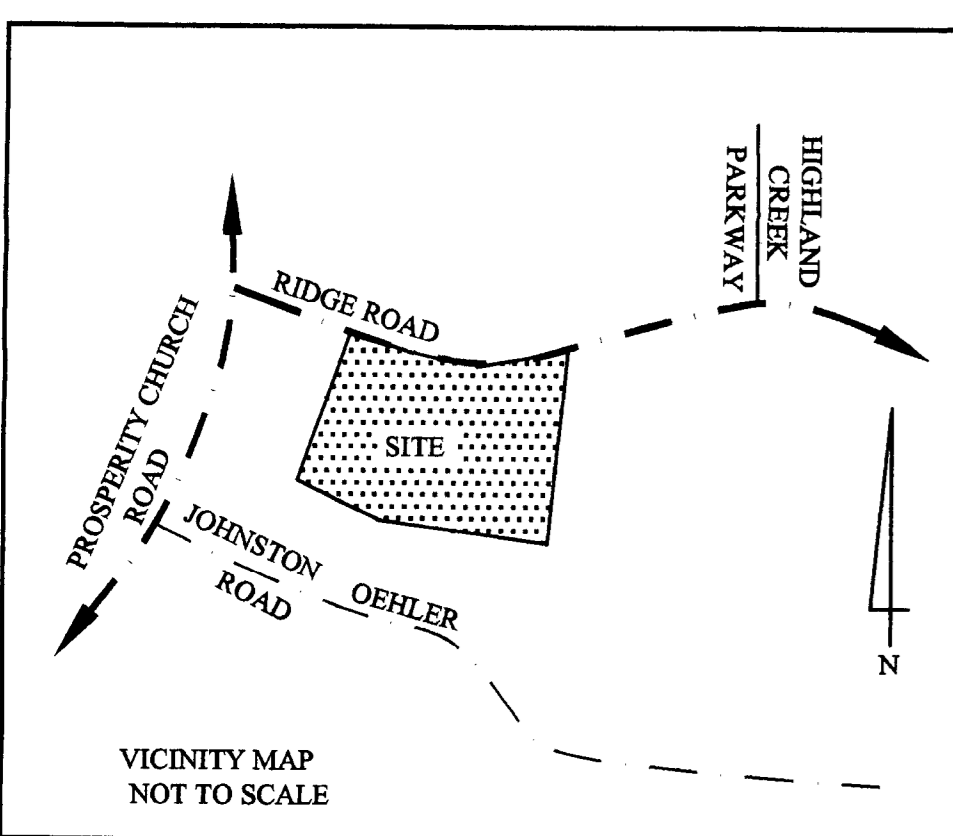 HIGHLAND
CREEK
PARKWAY
RIDGE ROAD
PROSPERITY CHURCH
ROAD
SITE
JOHNSTON OEHLER
ROAD
N
VICINITY MAP
NOT TO SCALE